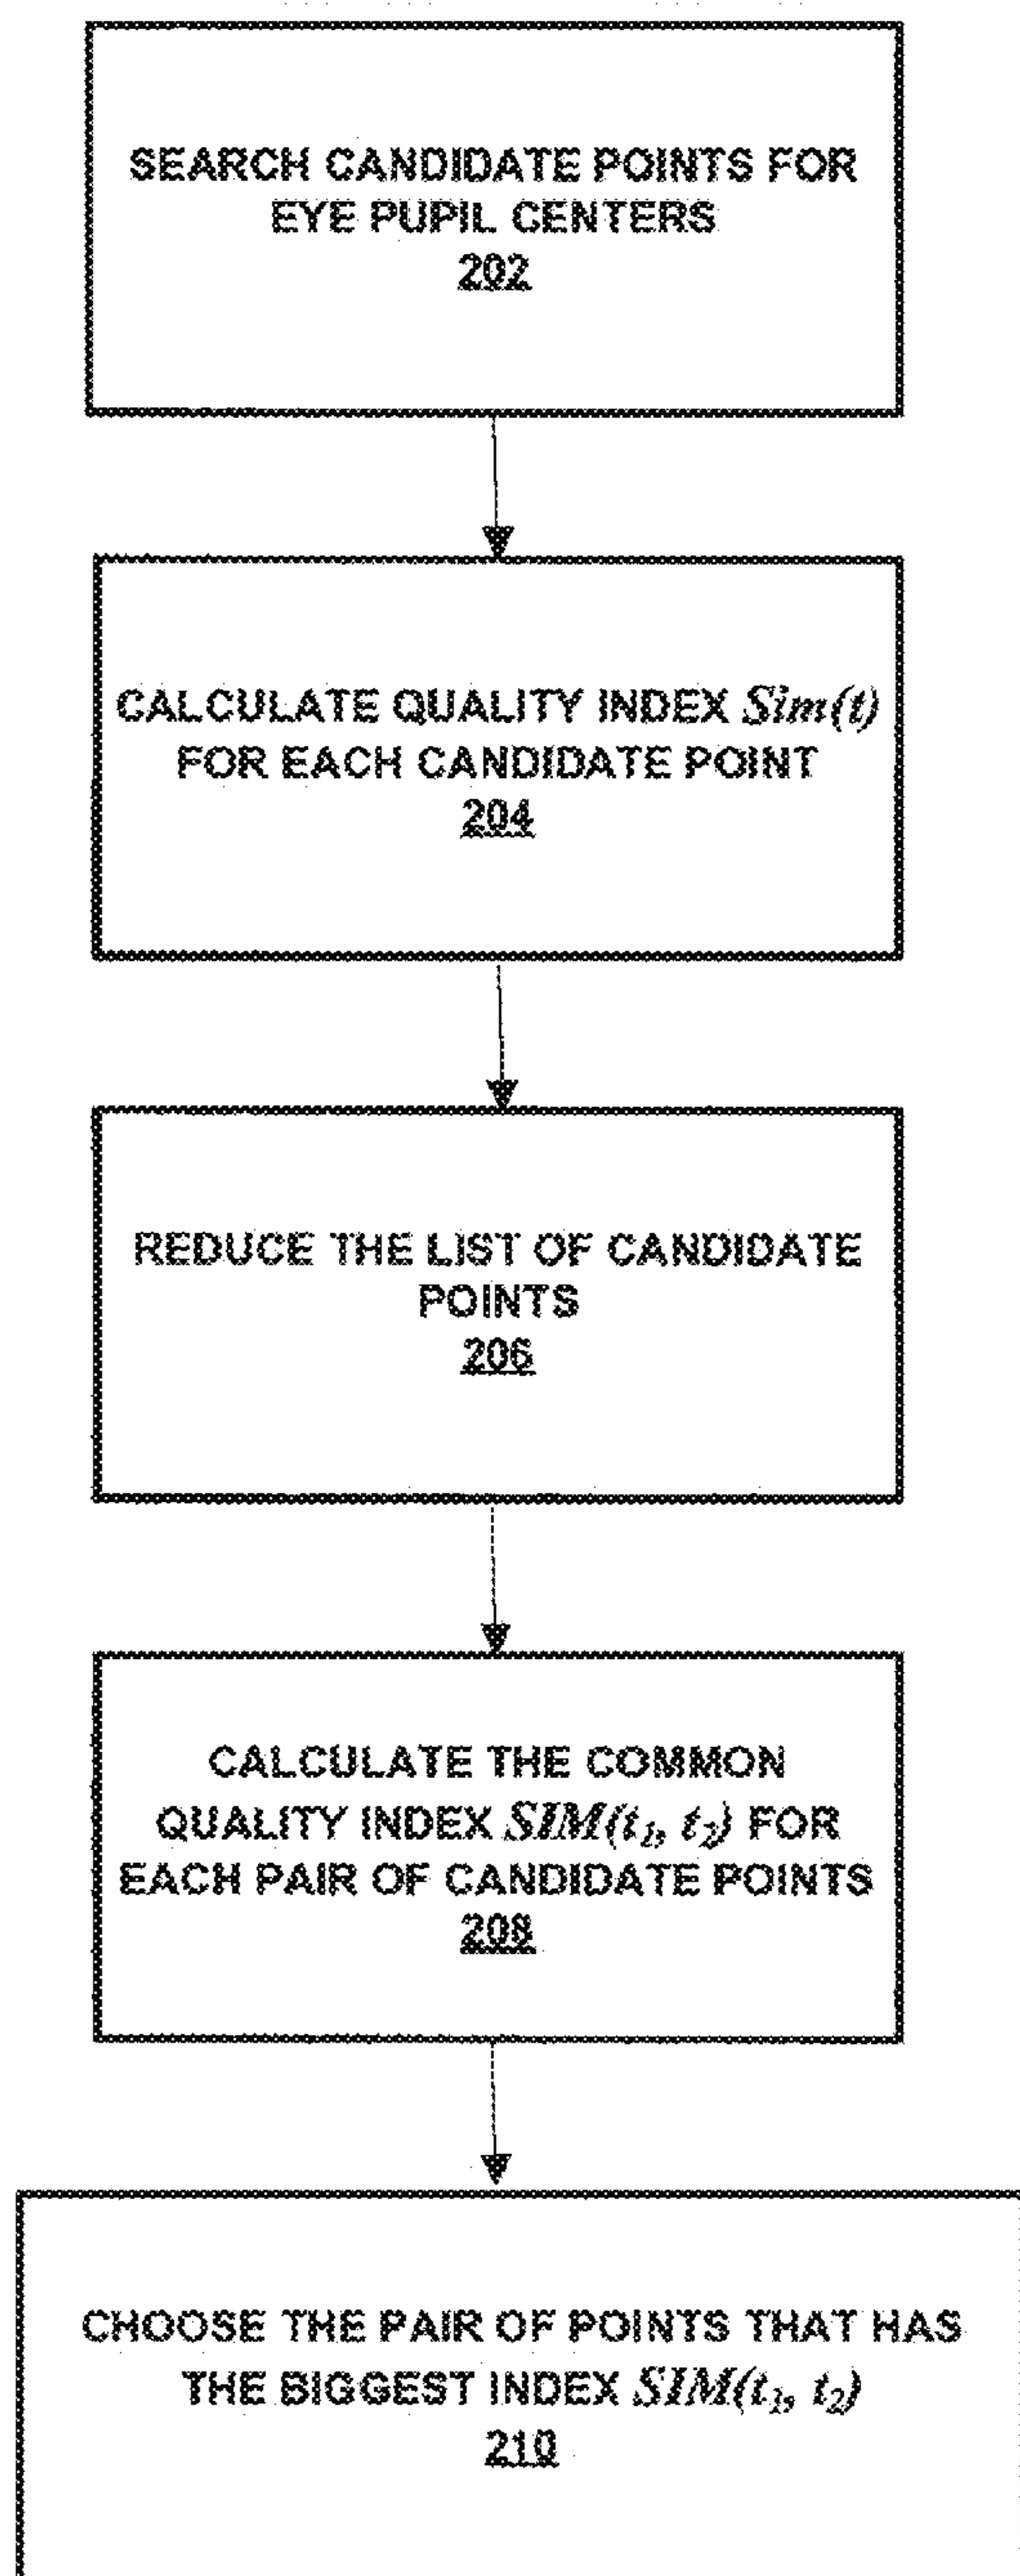 SEARCH CANDIDATE POINTS FOR
EYE PUPIL CENTERS
202
CALCULATE QUALITY INDEX Sim(t)
FOR EACH CANDIDATE POINT
204
REDUCE THE LIST OF CANDIDATE
POINTS
206
CALCULATE THE COMMON
QUALITY INDEX SIM(t₁, t₂) FOR
EACH PAIR OF CANDIDATE POINTS
208
CHOOSE THE PAIR OF POINTS THAT HAS
THE BIGGEST INDEX SIM(t₁, t₂)
210